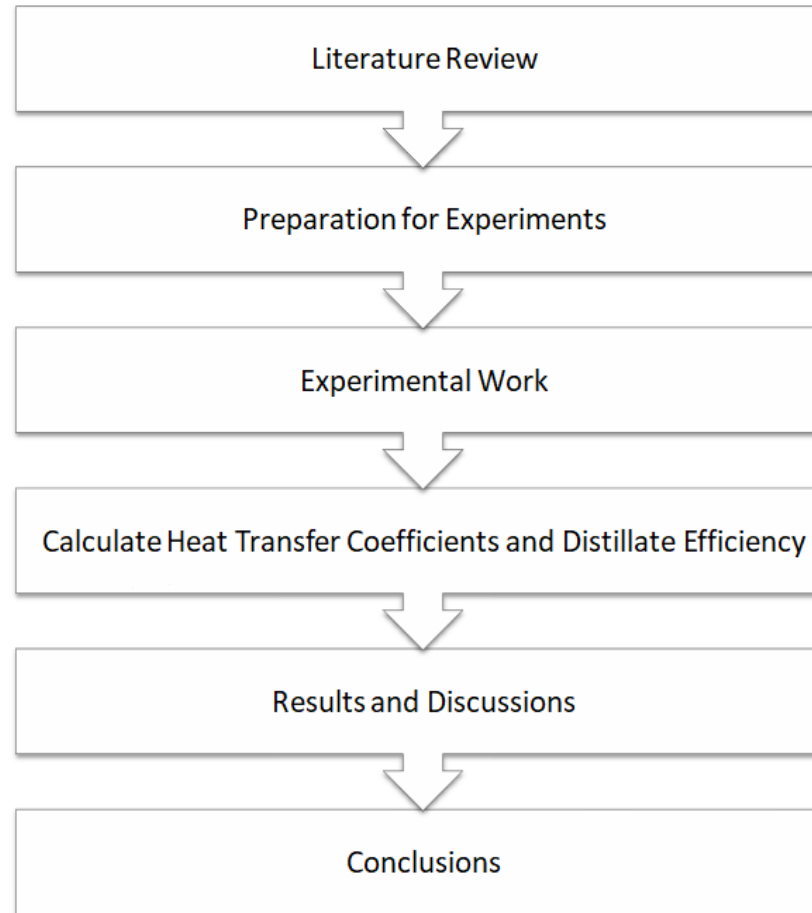 Literature Review
Preparation for Experiments
Experimental Work
Calculate Heat Transfer Coefficients and Distillate Efficiency
Results and Discussions
Conclusions